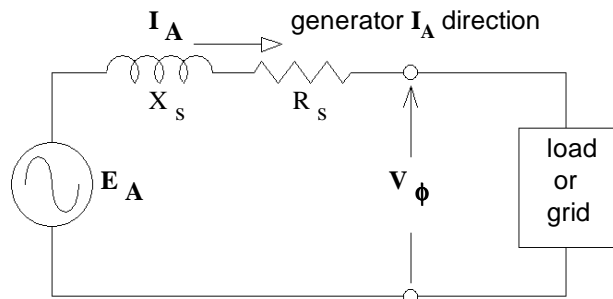 I A generator I A direction
X s R s
E A
V ϕ
load
or
grid